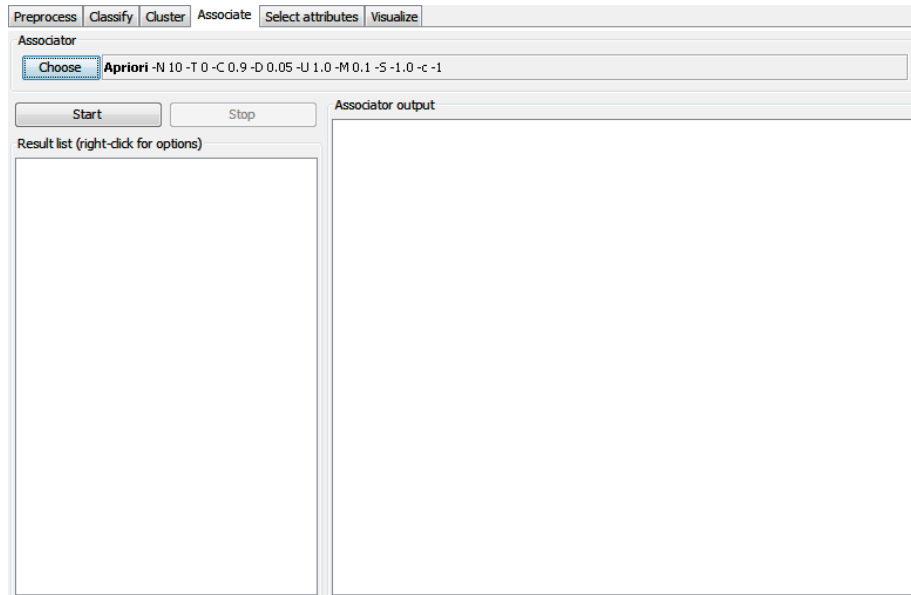 Preprocess Classify Cluster Associate Select attributes Visualize
Associator
Choose Apriori -N 10 -T 0 -C 0.9 -D 0.05 -U 1.0 -M 0.1 -S -1.0 -c -1
Start Stop
Associator output
Result list (right-click for options)